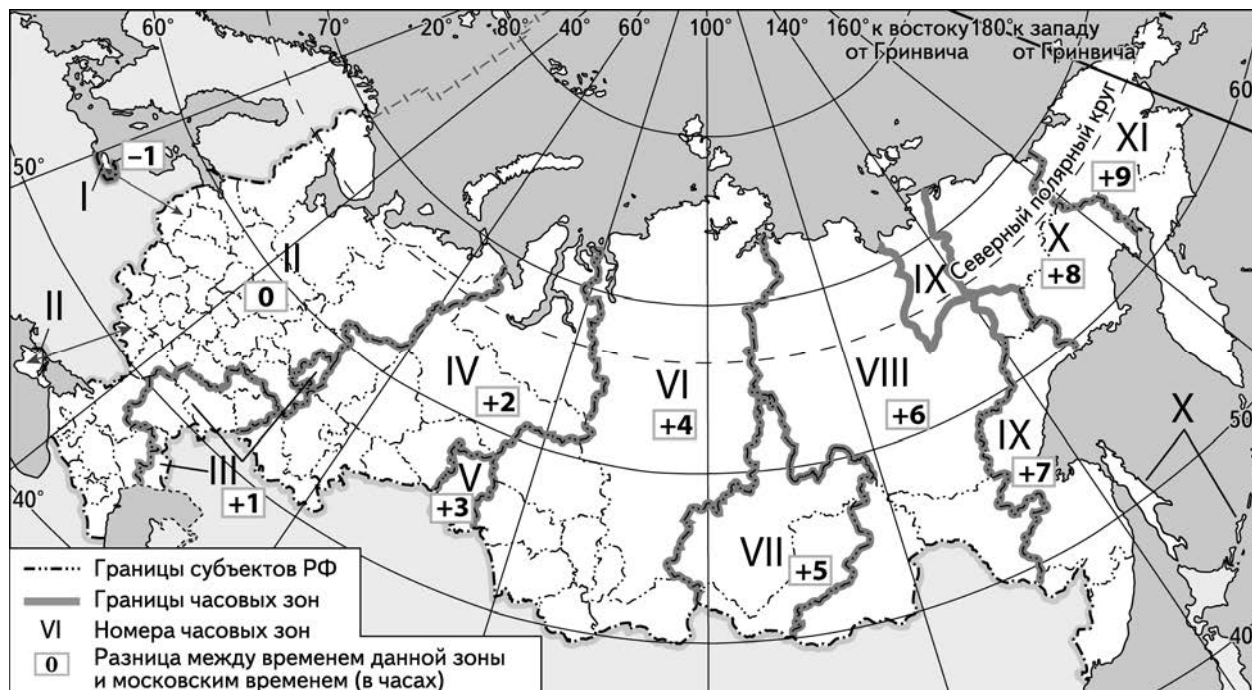 60° 70° 20° 40° 60° 80° 100° 120° 140° 160° к востоку 180° к западу
от Гринвича от Гринвича
60°
50°
–1
I
Северный полярный круг
XI
+9
X
+8
II
0
IX
II
IV
+2
VI
+4
VIII
+6
X
50°
IX
+7
40°
III
+1
V
+3
VII
+5
40°
Границы субъектов РФ
Границы часовых зон
VI Номера часовых зон
0 Разница между временем данной зоны
и московским временем (в часах)
100°